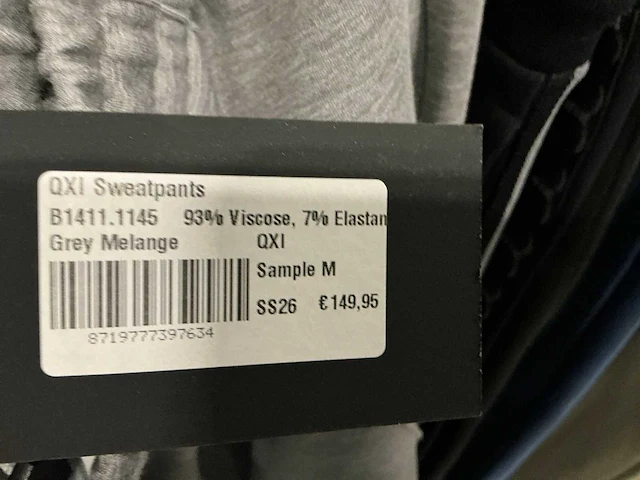 QXI Sweatpants
B1411.1145 93% Viscose, 7% Elastan
Grey Melange QXI
Sample M
SS26 €149,95
8719777397634